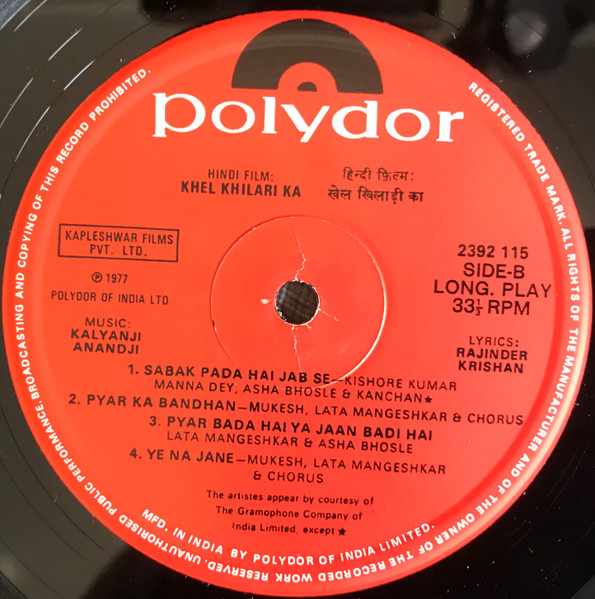 polydor
HINDI FILM:
KHEL KHILARI KA
हिन्दी फ़िल्म:
खेल खिलाड़ी का
KAPLESHWAR FILMS
PVT. LTD.
℗ 1977
POLYDOR OF INDIA LTD
2392 115
SIDE-B
LONG. PLAY
33⅓ RPM
MUSIC:
KALYANJI
ANANDJI
LYRICS:
RAJINDER
KRISHAN
1. SABAK PADA HAI JAB SE—KISHORE KUMAR
MANNA DEY, ASHA BHOSLE & KANCHAN★
2. PYAR KA BANDHAN—MUKESH, LATA MANGESHKAR & CHORUS
3. PYAR BADA HAI YA JAAN BADI HAI
LATA MANGESHKAR & ASHA BHOSLE
4. YE NA JANE—MUKESH, LATA MANGESHKAR
& CHORUS
The artistes appear by courtesy of
The Gramophone Company of
India Limited, except ★
MFD. IN INDIA BY POLYDOR OF INDIA LIMITED.
REGISTERED TRADE MARK. ALL RIGHTS OF THE MANUFACTURER AND OF THE OWNER OF THE RECORDED WORK RESERVED. UNAUTHORISED PUBLIC PERFORMANCE. BROADCASTING AND COPYING OF THIS RECORD PROHIBITED.